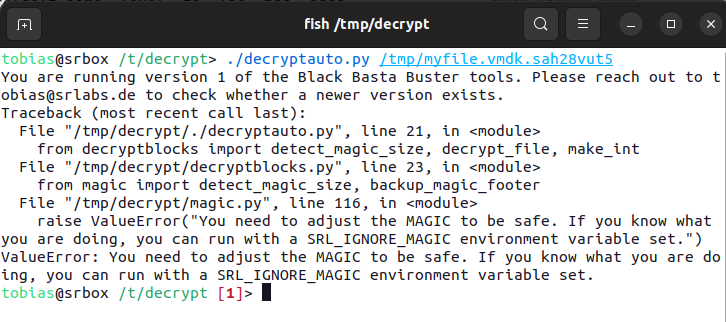 fish /tmp/decrypt
tobias@srbox /t/decrypt> ./decryptauto.py /tmp/myfile.vmdk.sah28vut5
You are running version 1 of the Black Basta Buster tools. Please reach out to t
obias@srlabs.de to check whether a newer version exists.
Traceback (most recent call last):
  File "/tmp/decrypt/./decryptauto.py", line 21, in <module>
    from decryptblocks import detect_magic_size, decrypt_file, make_int
  File "/tmp/decrypt/decryptblocks.py", line 23, in <module>
    from magic import detect_magic_size, backup_magic_footer
  File "/tmp/decrypt/magic.py", line 116, in <module>
    raise ValueError("You need to adjust the MAGIC to be safe. If you know what
you are doing, you can run with a SRL_IGNORE_MAGIC environment variable set.")
ValueError: You need to adjust the MAGIC to be safe. If you know what you are do
ing, you can run with a SRL_IGNORE_MAGIC environment variable set.
tobias@srbox /t/decrypt [1]>